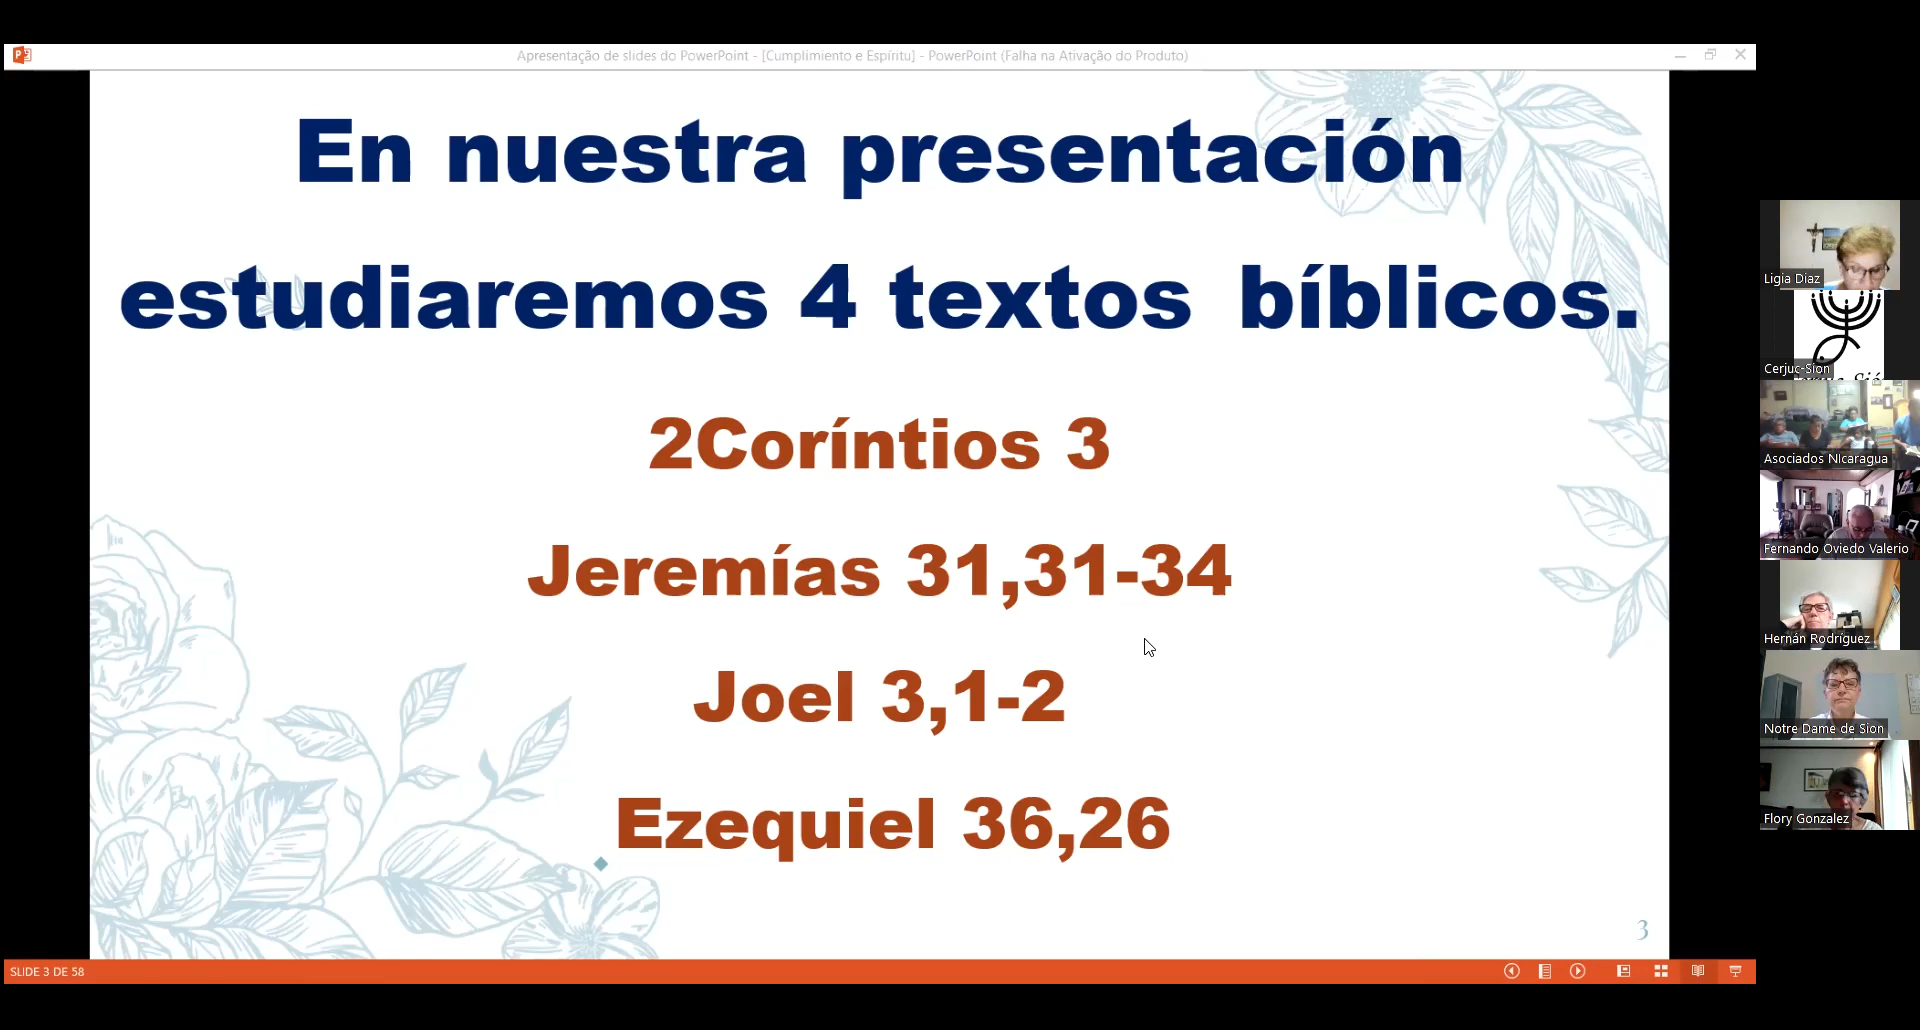 Apresentação de slides do PowerPoint - [Cumplimiento e Espíritu] - PowerPoint (Falha na Ativação do Produto)
En nuestra presentación
estudiaremos 4 textos bíblicos.
2Coríntios 3
Jeremías 31,31-34
Joel 3,1-2
Ezequiel 36,26
3
SLIDE 3 DE 58
Ligia Diaz
Cerjuc-Sion
Asociados NIcaragua
Fernando Oviedo Valerio
Hernán Rodríguez
Notre Dame de Sion
Flory Gonzalez